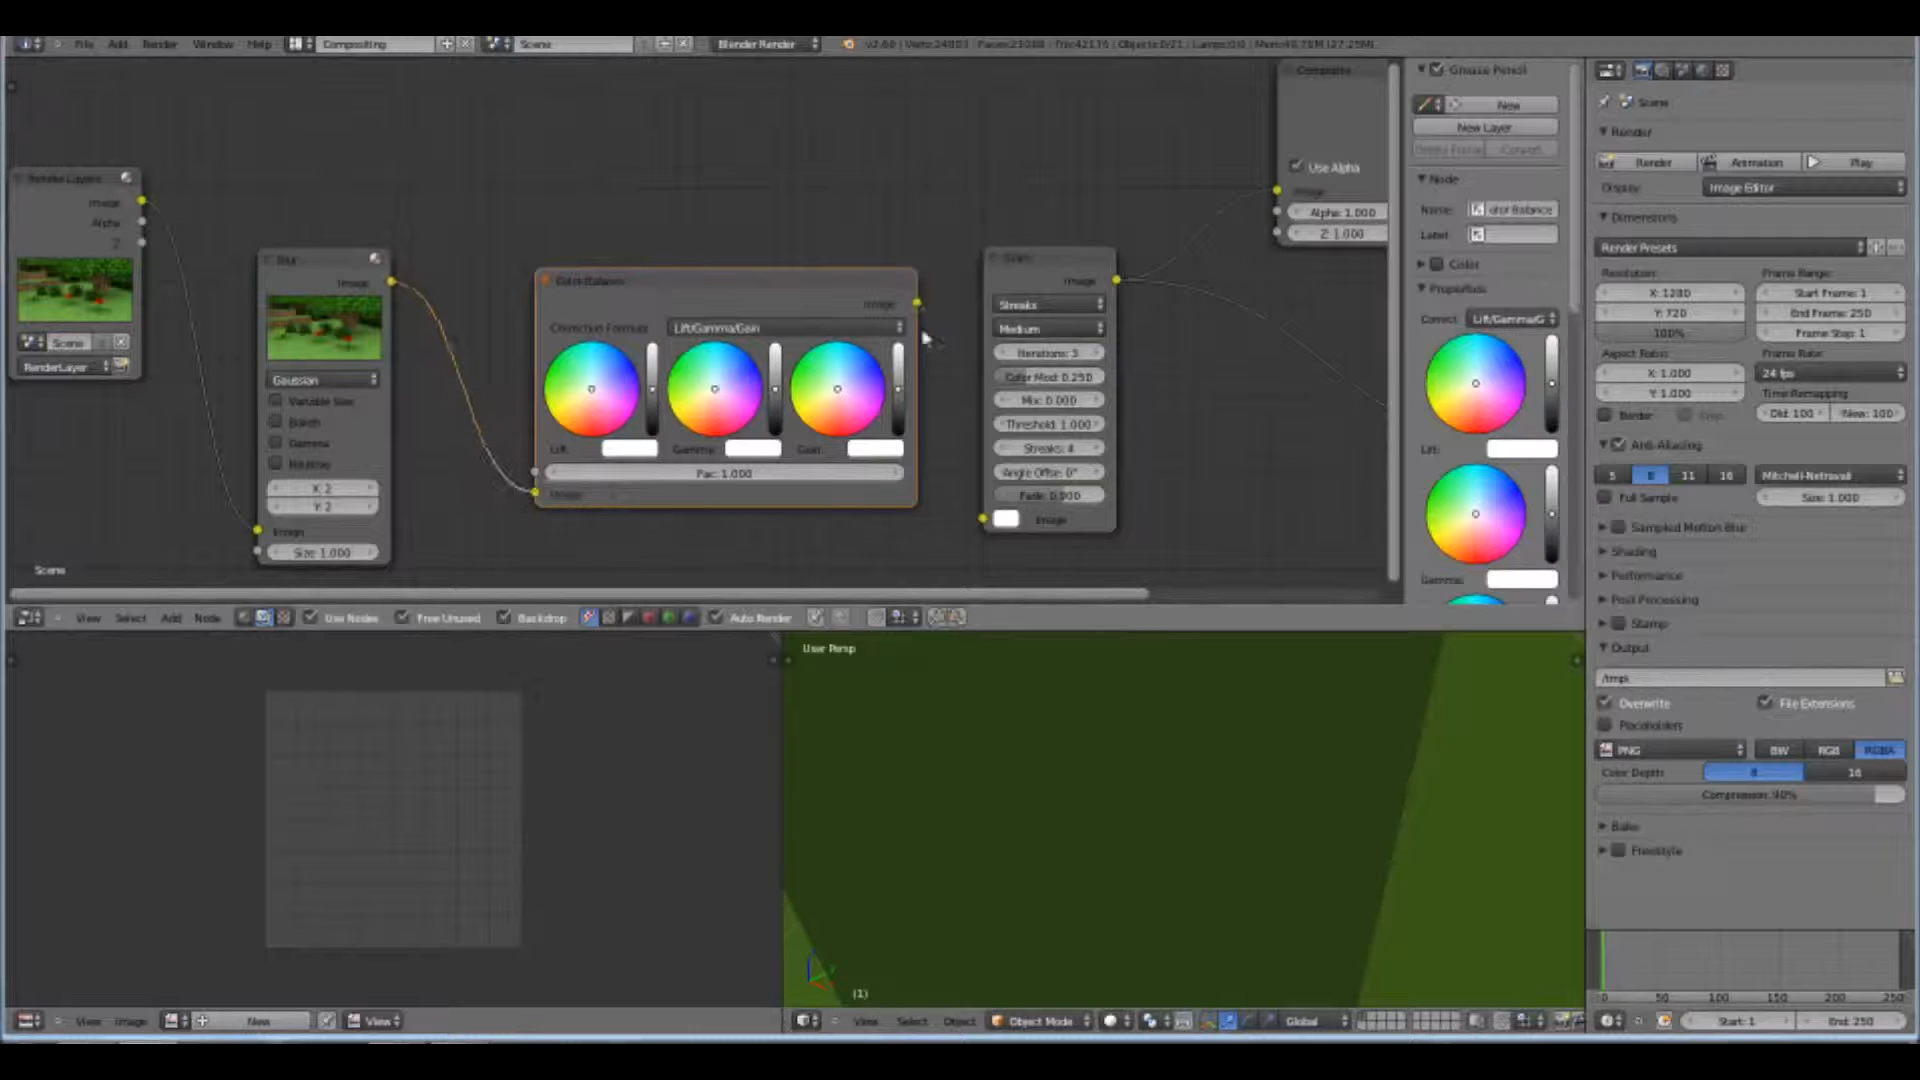 File Add Render Window Help Compositing Scene Blender Render
Composite
Use Alpha
Image
Alpha: 1.000
Z: 1.000
Render Layers
Image
Alpha
Z
Scene
RenderLayer
Blur
Image
Gaussian
Variable Size
Bokeh
Gamma
Relative
X: 2
Y: 2
Image
Size 1.000
Color Balance
Image
Correction Formula Lift/Gamma/Gain
Lift: Gamma: Gain:
Fac: 1.000
Image
Glare
Image
Streaks
Medium
Iterations: 3
Color Mod: 0.250
Mix: 0.000
Threshold: 1.000
Streaks: 4
Angle Offse: 0°
Fade: 0.900
Image
Scene
Grease Pencil
New
New Layer
Delete Frame Convert
Node
Name: olor Balance
Label:
Color
Properties
Correct: Lift/Gamma/G
Lift:
Gamma:
Scene
Render
Render Animation Play
Display: Image Editor
Dimensions
Render Presets
Resolution: Frame Range:
X: 1280 Start Frame: 1
Y: 720 End Frame: 250
100% Frame Step: 1
Aspect Ratio: Frame Rate:
X: 1.000 24 fps
Y: 1.000 Time Remapping
Border Crop Old: 100 New: 100
Anti-Aliasing
5 8 11 16 Mitchell-Netravali
Full Sample Size: 1.000
Sampled Motion Blur
Shading
Performance
Post Processing
Stamp
Output
/tmp\
Overwrite File Extensions
Placeholders
PNG BW RGB RGBA
Color Depth: 8 16
Compression: 90%
Bake
Freestyle
View Select Add Node Use Nodes Free Unused Backdrop Auto Render
User Persp
(1)
View Image New View
View Select Object Object Mode Global
0 50 100 150 200 250
Start: 1 End: 250